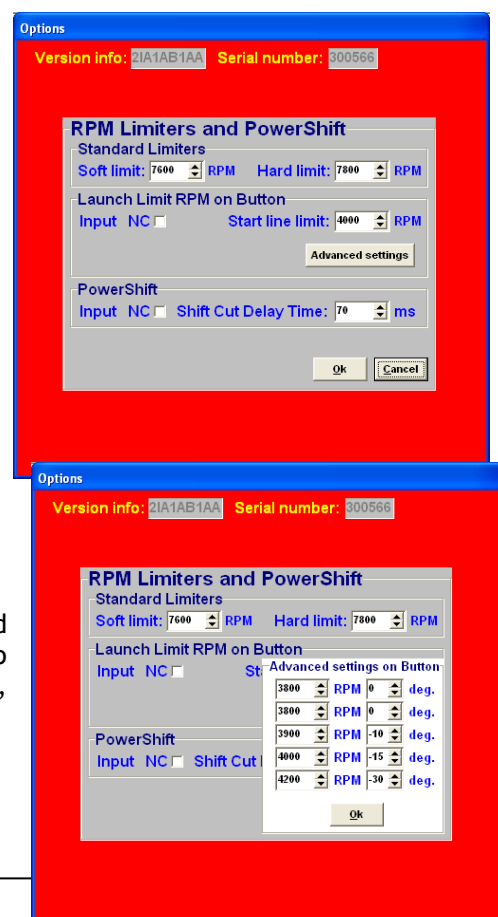 Options
Version info: 2IA1AB1AA Serial number: 300566
RPM Limiters and PowerShift
Standard Limiters
Soft limit: 7600 RPM Hard limit: 7800 RPM
Launch Limit RPM on Button
Input NC Start line limit: 4000 RPM
Advanced settings
PowerShift
Input NC Shift Cut Delay Time: 70 ms
Ok Cancel
Options
Version info: 2IA1AB1AA Serial number: 300566
RPM Limiters and PowerShift
Standard Limiters
Soft limit: 7600 RPM Hard limit: 7800 RPM
Launch Limit RPM on Button
Input NC St
Advanced settings on Button
3800 RPM 0 deg.
3800 RPM 0 deg.
3900 RPM -10 deg.
4000 RPM -15 deg.
4200 RPM -30 deg.
Ok
PowerShift
Input NC Shift Cut